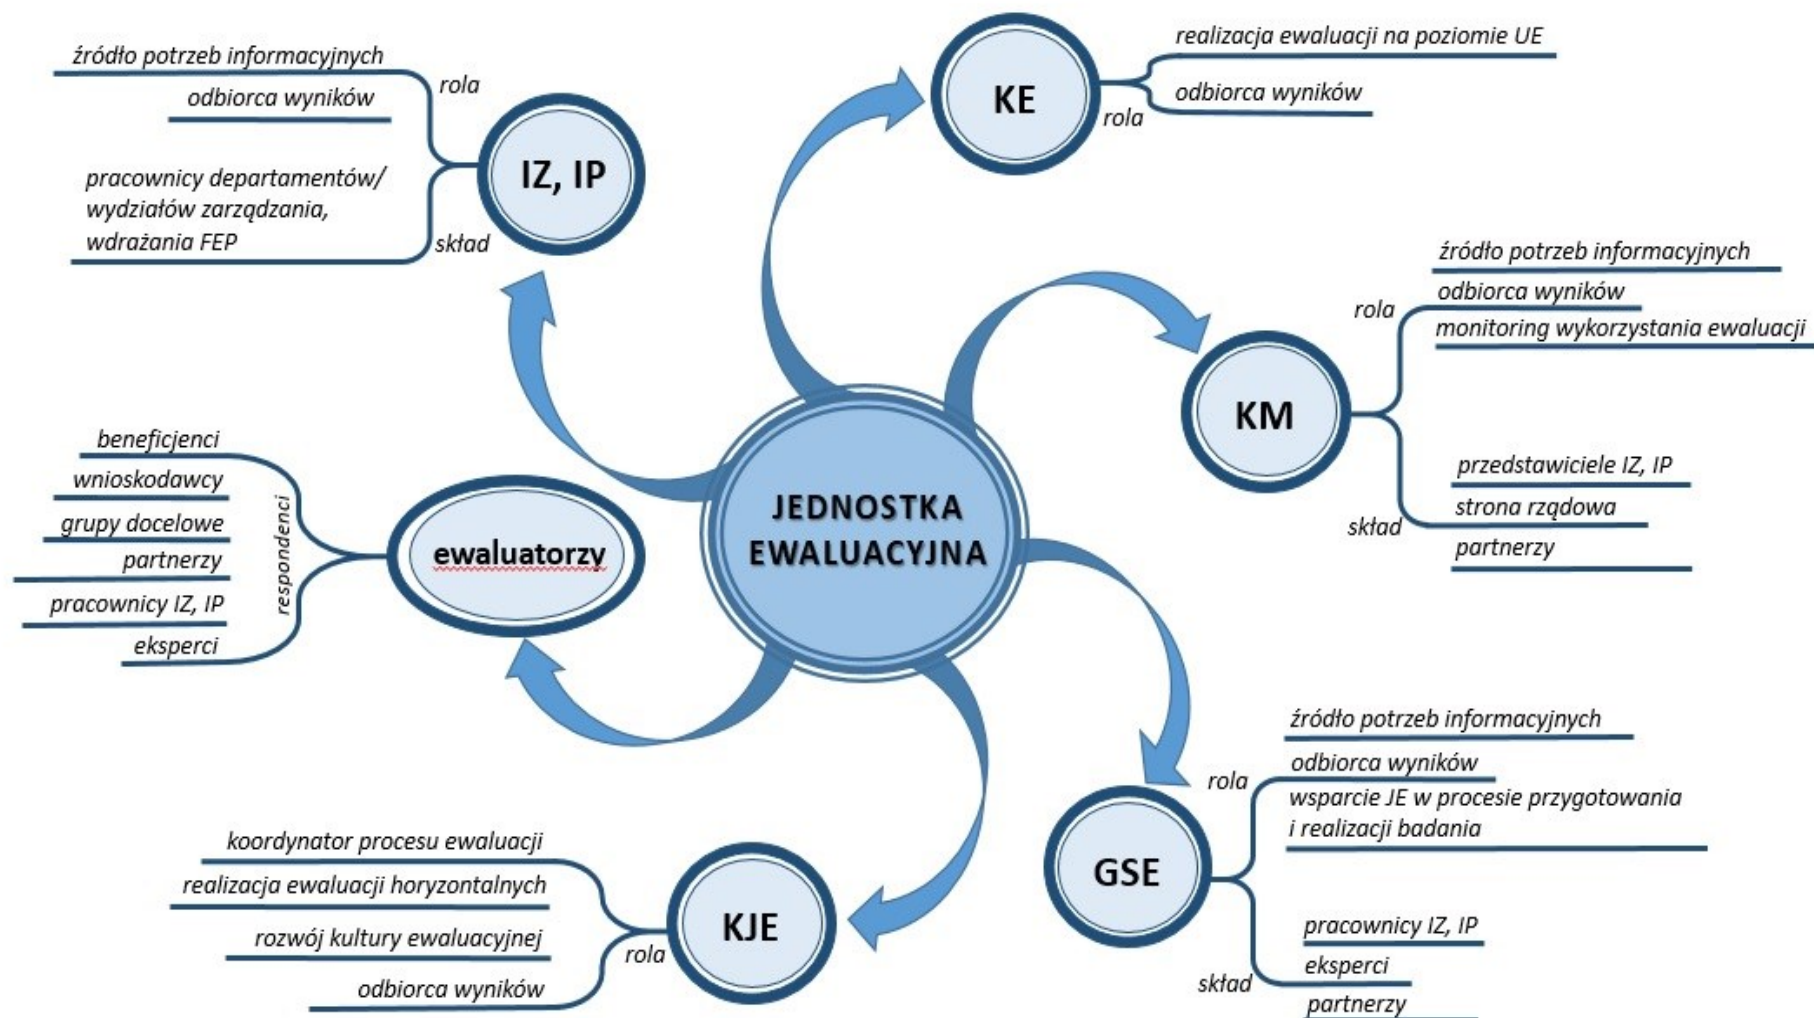 źródło potrzeb informacyjnych
rola
odbiorca wyników
IZ, IP
pracownicy departamentów/
wydziałów zarządzania,
wdrażania FEP
skład
KE
realizacja ewaluacji na poziomie UE
rola
odbiorca wyników
źródło potrzeb informacyjnych
rola
odbiorca wyników
monitoring wykorzystania ewaluacji
KM
przedstawiciele IZ, IP
skład
strona rządowa
partnerzy
JEDNOSTKA
EWALUACYJNA
beneficjenci
wnioskodawcy
grupy docelowe
partnerzy
pracownicy IZ, IP
eksperci
respondenci
ewaluatorzy
koordynator procesu ewaluacji
realizacja ewaluacji horyzontalnych
rozwój kultury ewaluacyjnej
odbiorca wyników
rola
KJE
źródło potrzeb informacyjnych
rola
odbiorca wyników
wsparcie JE w procesie przygotowania
i realizacji badania
GSE
pracownicy IZ, IP
skład
eksperci
partnerzy